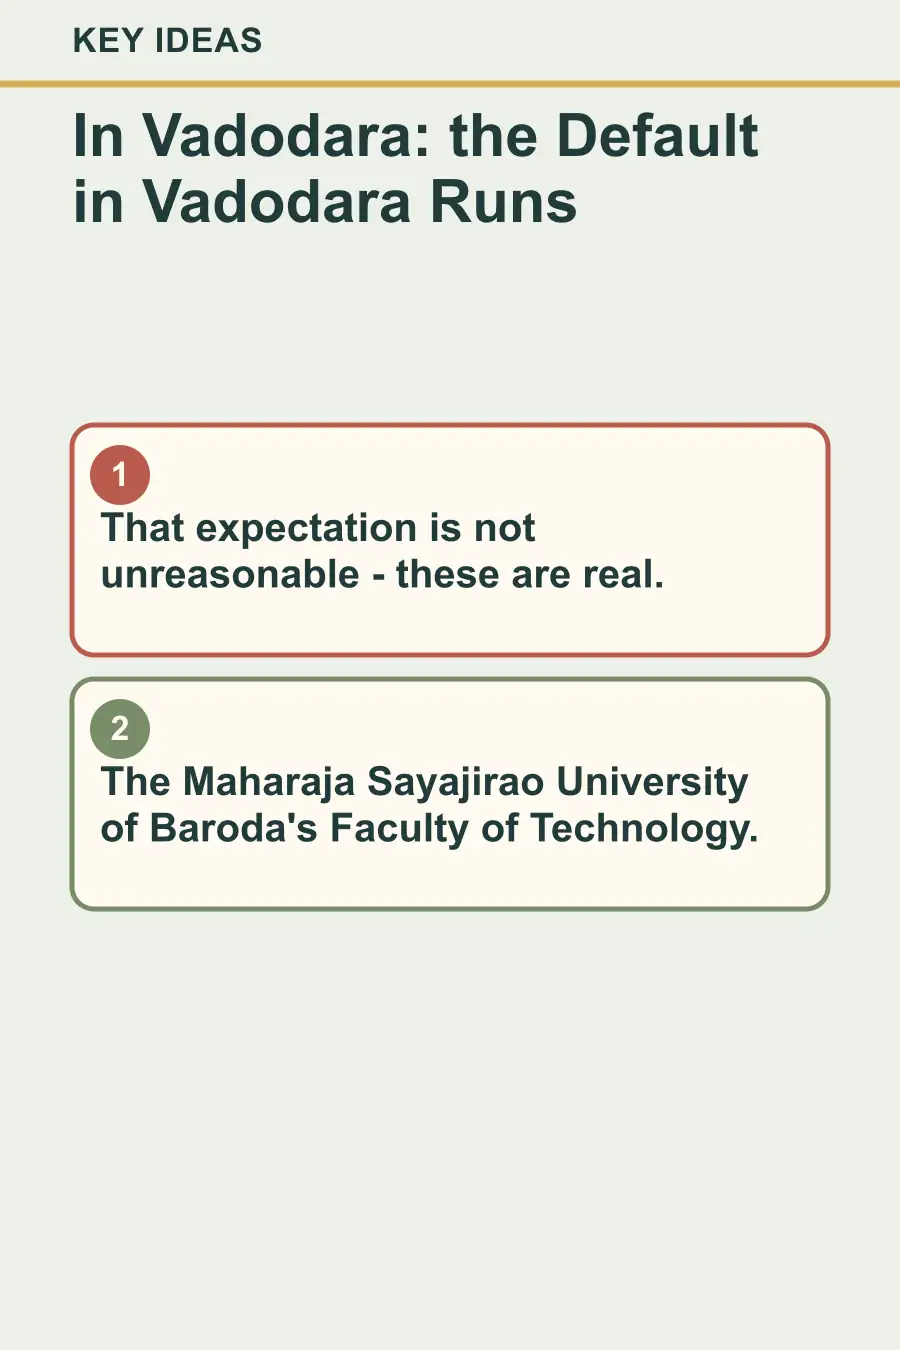 KEY IDEAS
In Vadodara: the Default
in Vadodara Runs
1
That expectation is not
unreasonable - these are real.
2
The Maharaja Sayajirao University
of Baroda's Faculty of Technology.